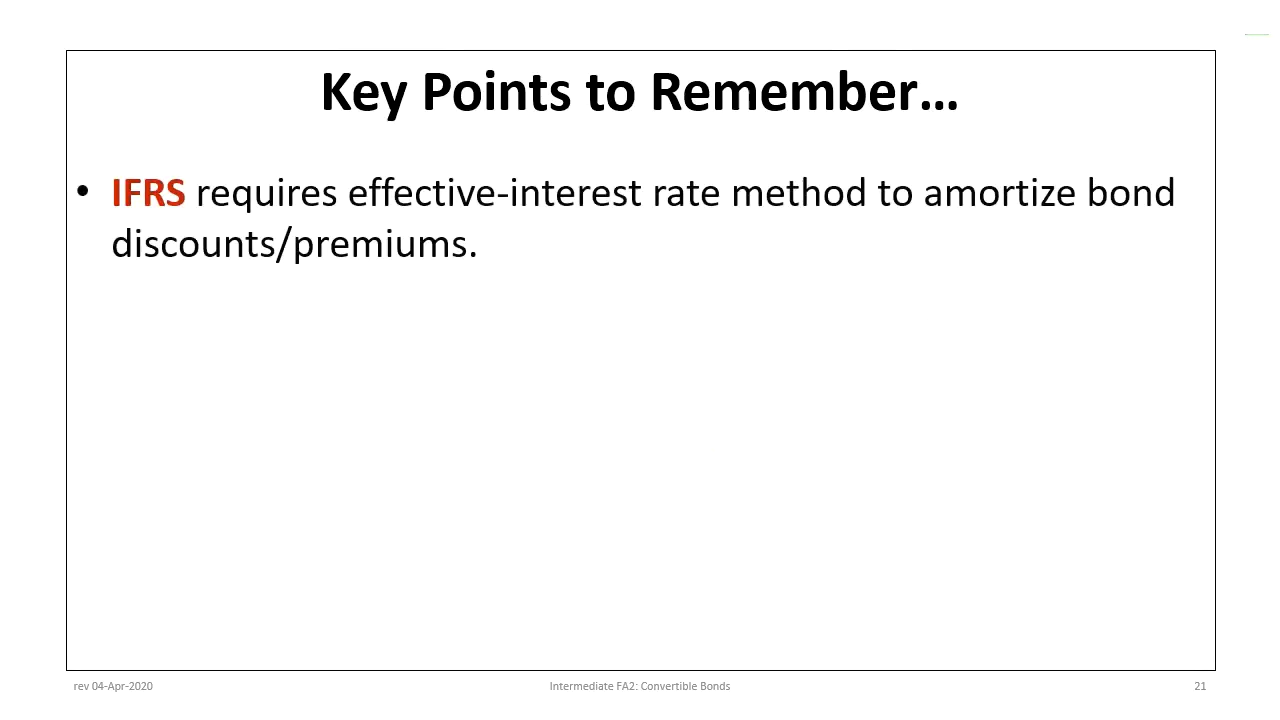 Key Points to Remember…
• IFRS requires effective-interest rate method to amortize bond
discounts/premiums.
rev 04-Apr-2020
Intermediate FA2: Convertible Bonds
21